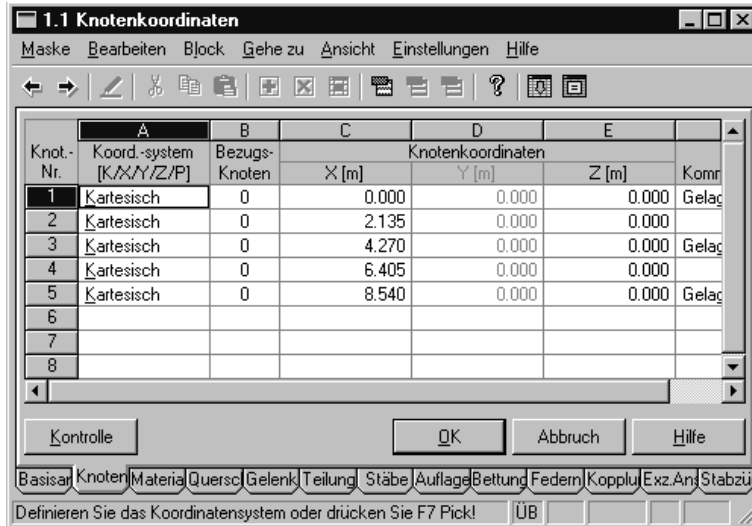 1.1 Knotenkoordinaten
Maske Bearbeiten Block Gehe zu Ansicht Einstellungen Hilfe
A B C D E
Knot.- Koord.-system Bezugs- Knotenkoordinaten
Nr. [K/X/Y/Z/P] Knoten X [m] Y [m] Z [m] Komr
1 Kartesisch 0 0.000 0.000 0.000 Gelag
2 Kartesisch 0 2.135 0.000 0.000
3 Kartesisch 0 4.270 0.000 0.000 Gelag
4 Kartesisch 0 6.405 0.000 0.000
5 Kartesisch 0 8.540 0.000 0.000 Gelag
6
7
8
Kontrolle OK Abbruch Hilfe
Basisan Knoten Materia Quersc Gelenk Teilung Stäbe Auflage Bettung Federn Kopplu Exz.An Stabzü
Definieren Sie das Koordinatensystem oder drücken Sie F7 Pick! ÜB